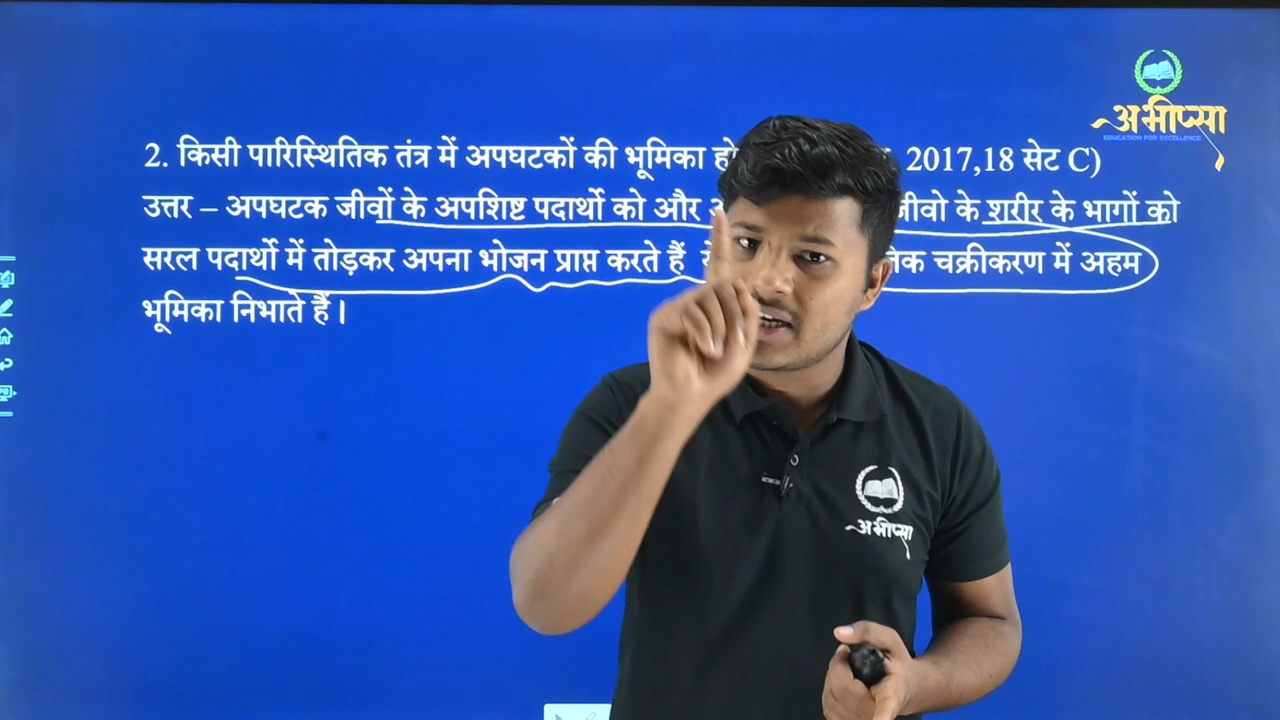 अभीप्सा
EDUCATION FOR EXCELLENCE
2. किसी पारिस्थितिक तंत्र में अपघटकों की भूमिका 2017,18 सेट C)
उत्तर – अपघटक जीवों के अपशिष्ट पदार्थो को और जीवो के शरीर के भागों को
सरल पदार्थो में तोड़कर अपना भोजन प्राप्त करते हैं चक्रीकरण में अहम
भूमिका निभाते हैं।
अभीप्सा